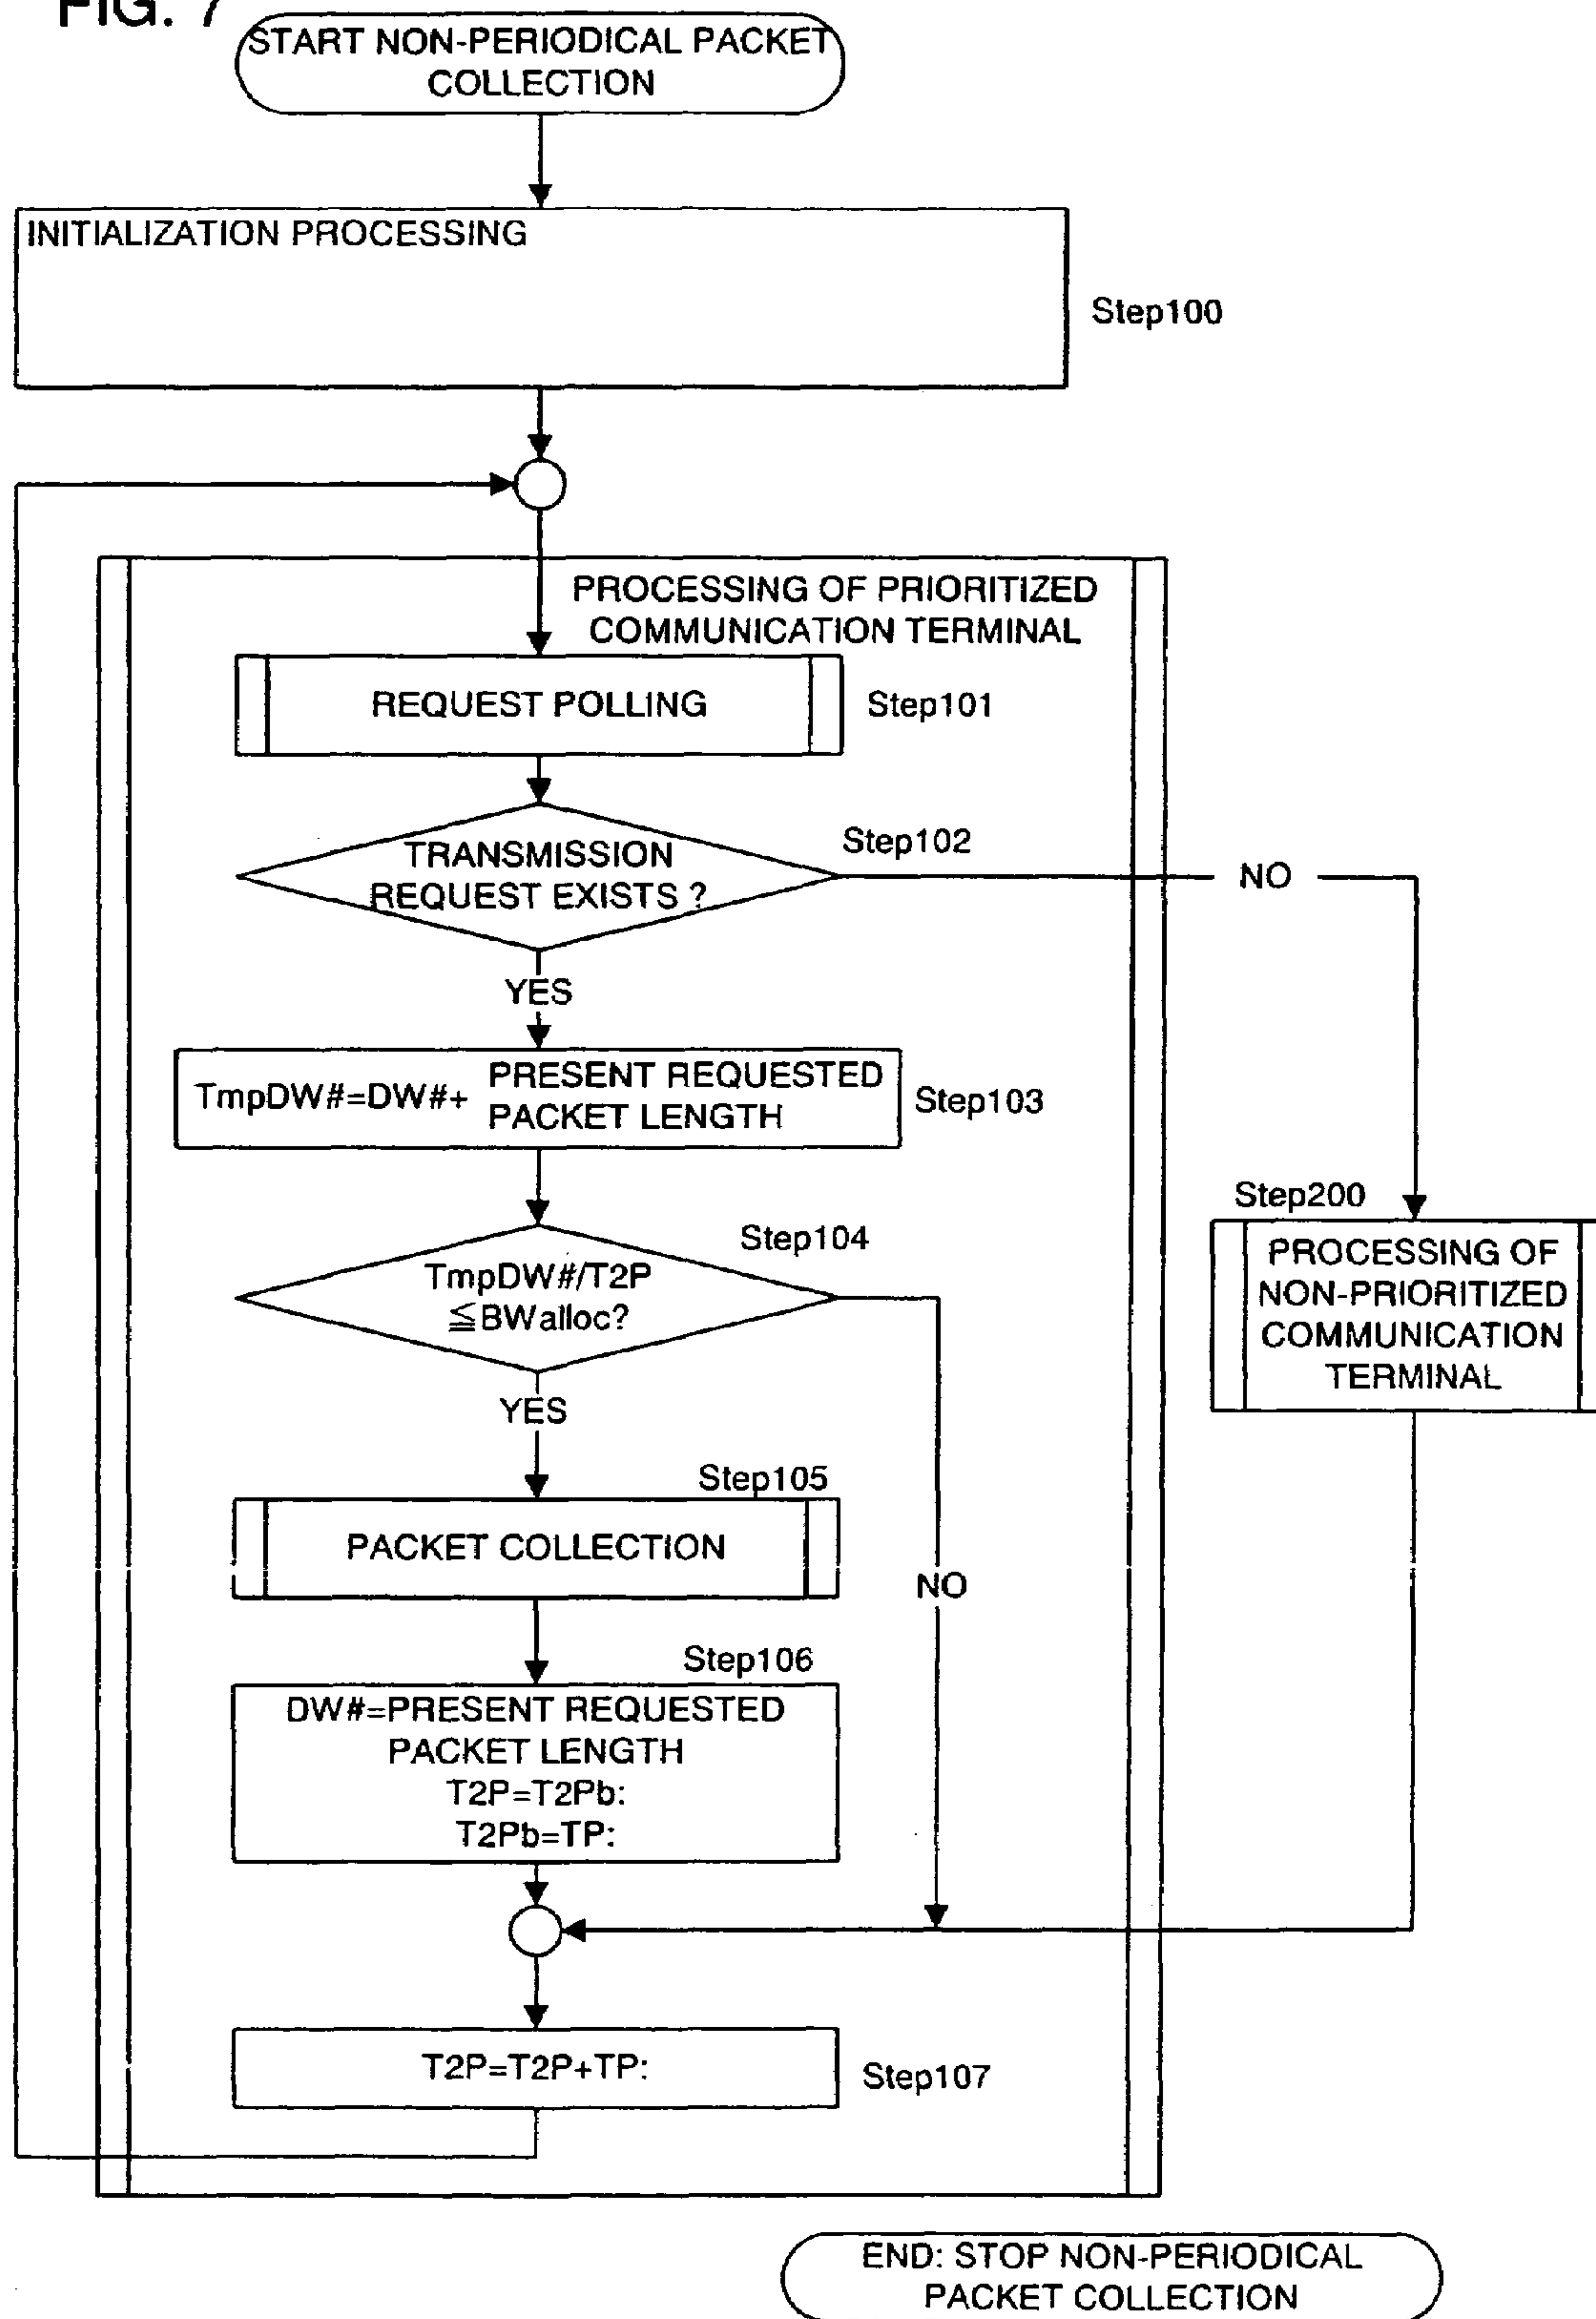 FIG. 7
START NON-PERIODICAL PACKET
COLLECTION
INITIALIZATION PROCESSING
Step100
PROCESSING OF PRIORITIZED
COMMUNICATION TERMINAL
REQUEST POLLING
Step101
TRANSMISSION
REQUEST EXISTS ?
Step102
NO
YES
TmpDW#=DW#+
PRESENT REQUESTED
PACKET LENGTH
Step103
Step104
TmpDW#/T2P
≦BWalloc?
Step200
PROCESSING OF
NON-PRIORITIZED
COMMUNICATION
TERMINAL
YES
Step105
PACKET COLLECTION
NO
Step106
DW#=PRESENT REQUESTED
PACKET LENGTH
T2P=T2Pb:
T2Pb=TP:
T2P=T2P+TP:
Step107
END: STOP NON-PERIODICAL
PACKET COLLECTION